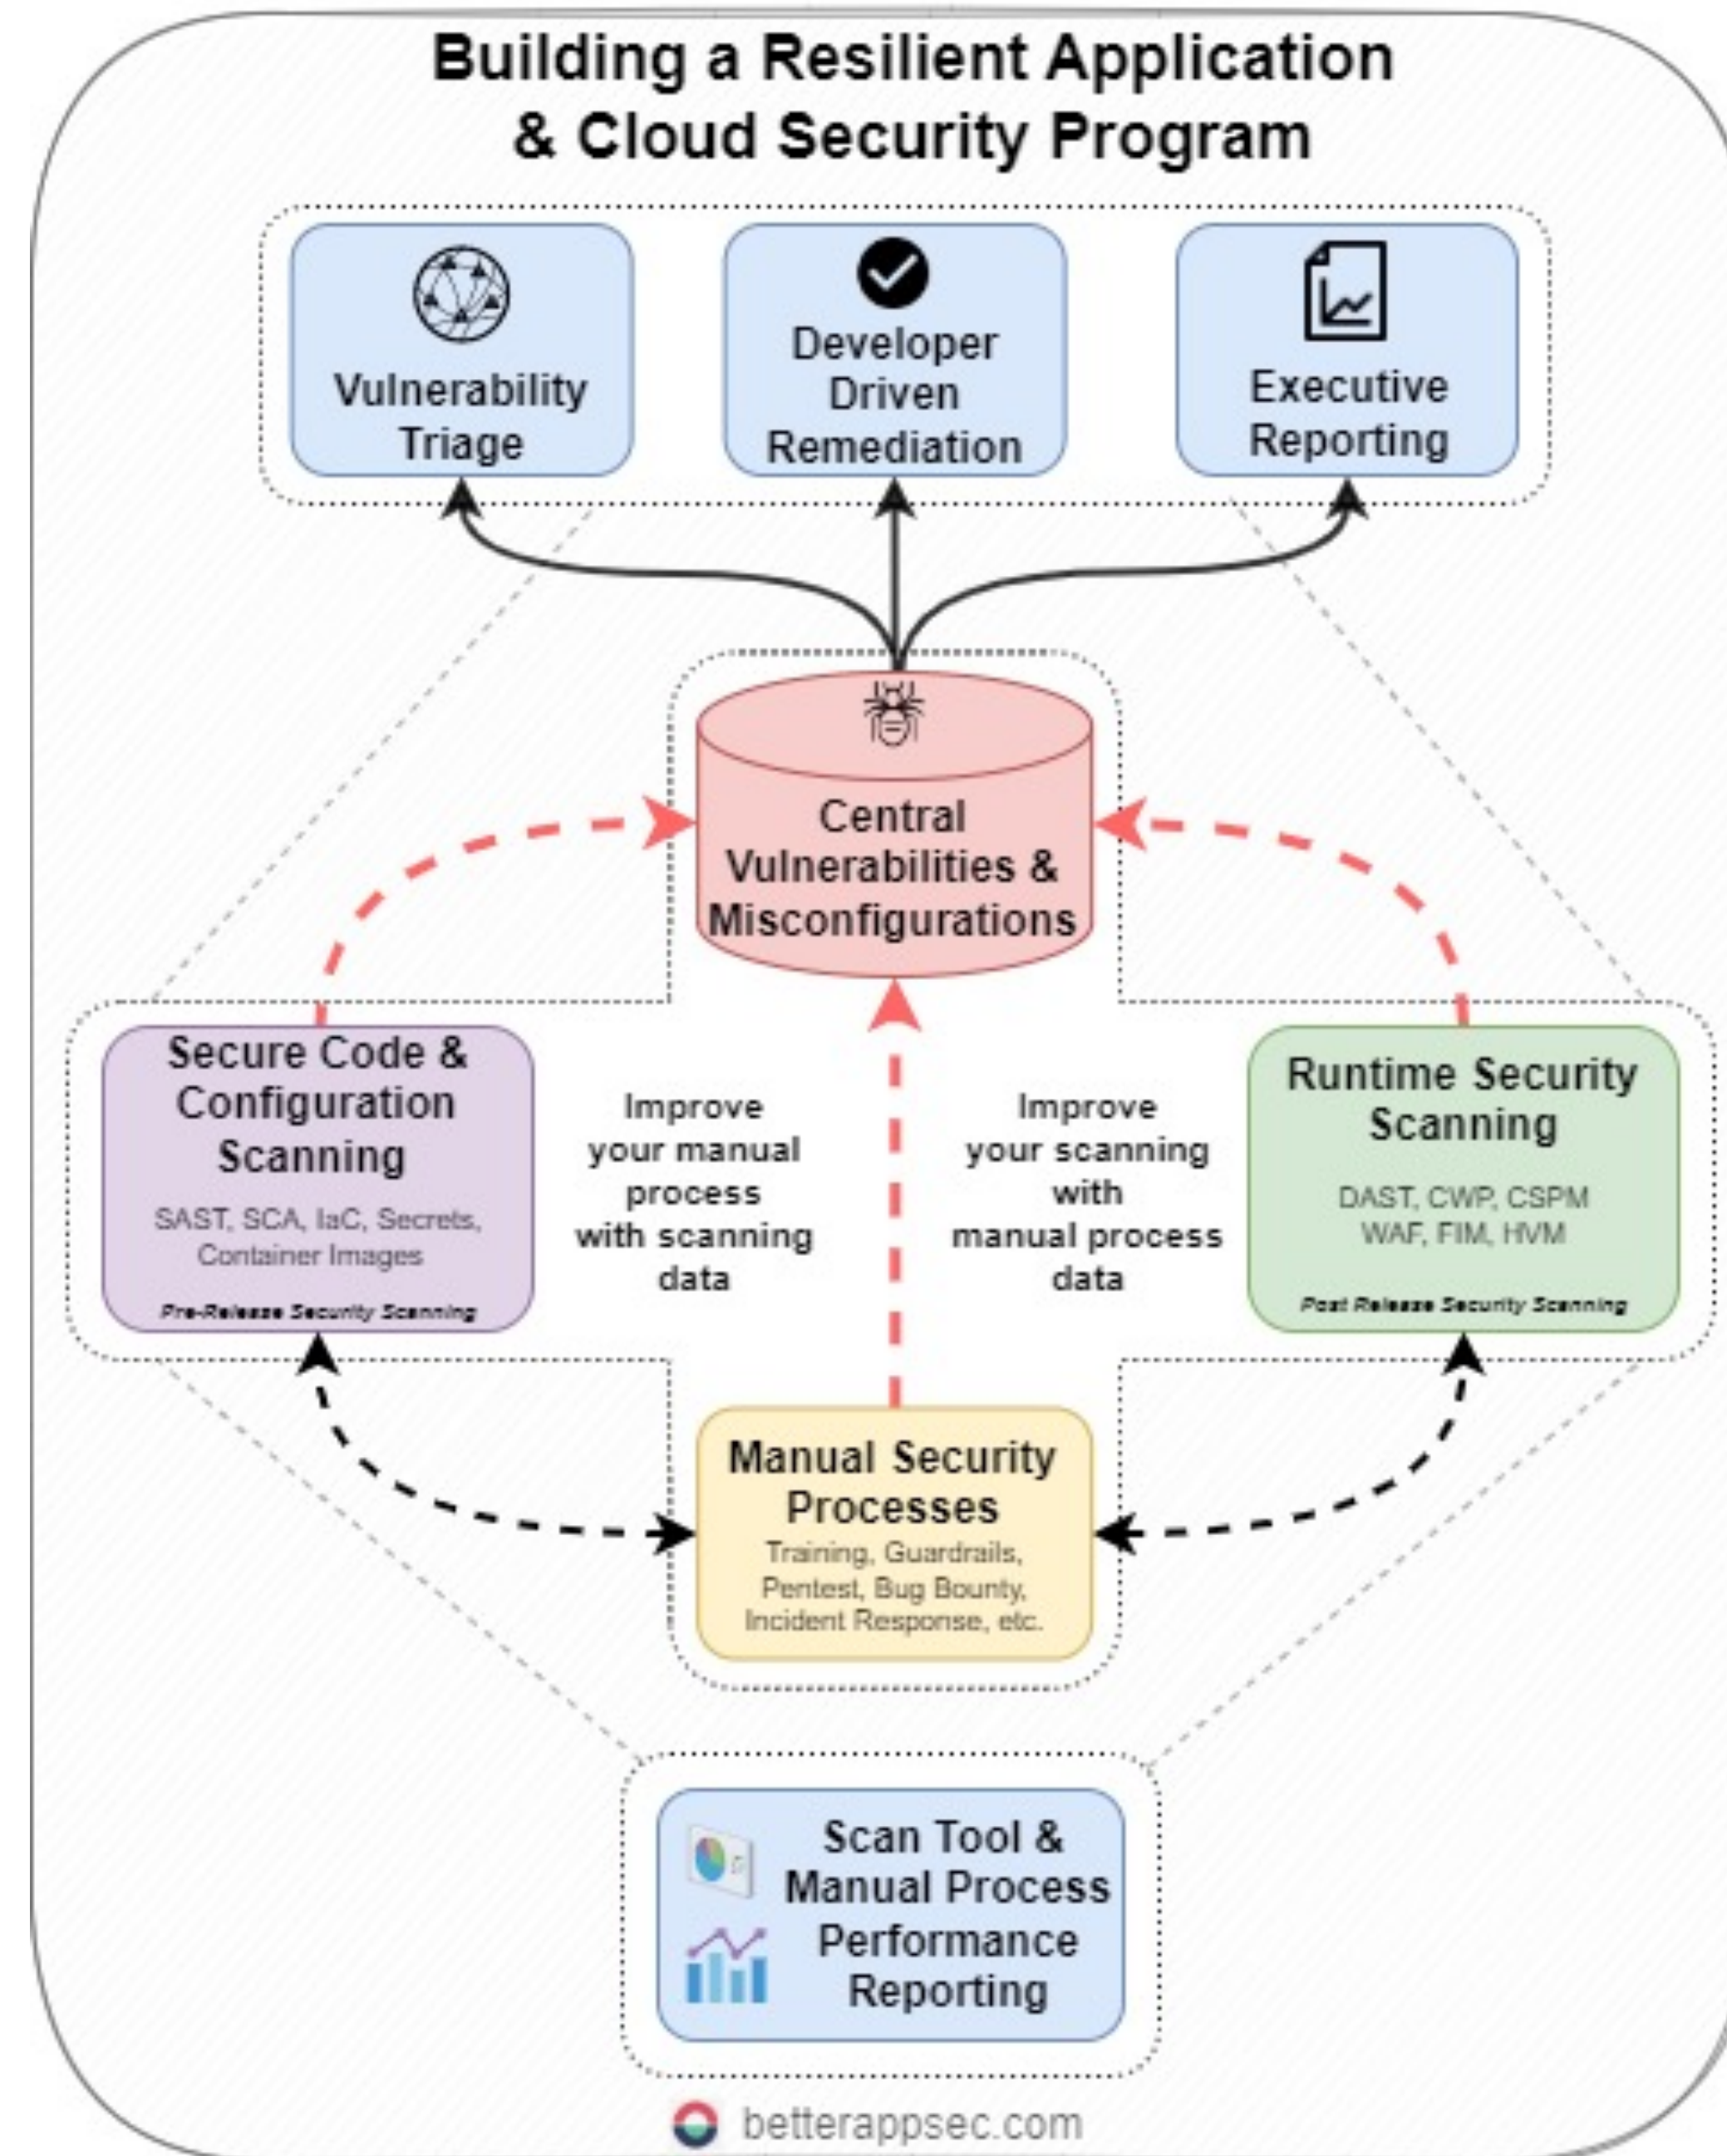 Building a Resilient Application
& Cloud Security Program
Vulnerability
Triage
Developer
Driven
Remediation
Executive
Reporting
Central
Vulnerabilities &
Misconfigurations
Secure Code &
Configuration
Scanning
SAST, SCA, IaC, Secrets,
Container Images
Pre-Release Security Scanning
Improve
your manual
process
with scanning
data
Improve
your scanning
with
manual process
data
Runtime Security
Scanning
DAST, CWP, CSPM
WAF, FIM, HVM
Post Release Security Scanning
Manual Security
Processes
Training, Guardrails,
Pentest, Bug Bounty,
Incident Response, etc.
Scan Tool &
Manual Process
Performance
Reporting
betterappsec.com